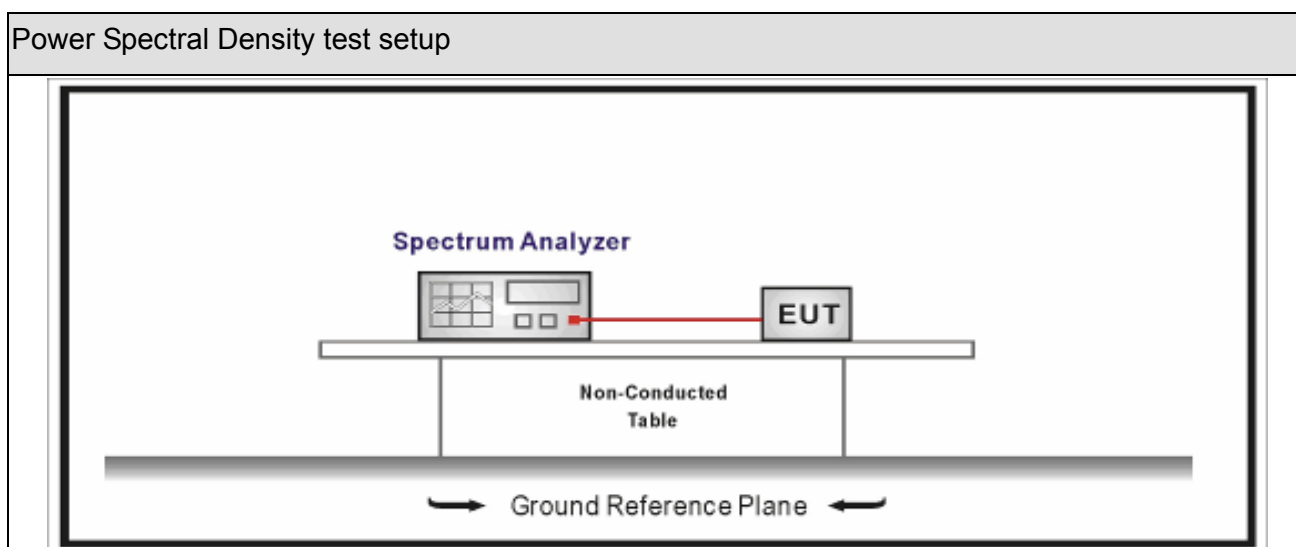 Power Spectral Density test setup
Spectrum Analyzer
EUT
Non-Conducted
Table
Ground Reference Plane